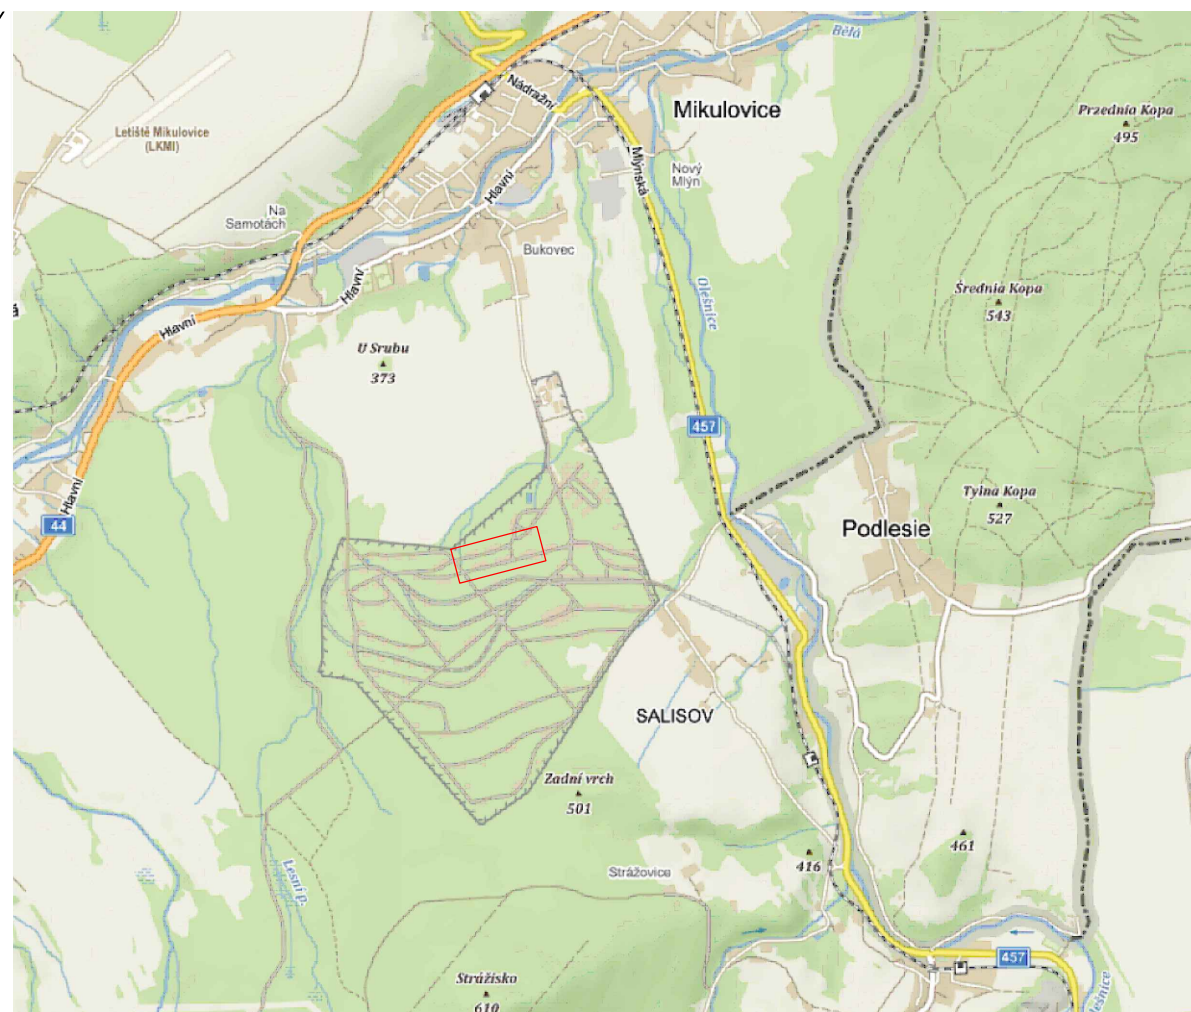 Bělá
Nádražní
Mikulovice
Przednia Kopa
495
Letiště Mikulovice
(LKMI)
Mlýnská
Nový
Mlýn
Hlavní
Na
Samotách
Bukovec
Hlavní
Olešnice
Średnia Kopa
543
á
Hlavní
U Srubu
373
457
Hlavní
44
Tylna Kopa
527
Podlesie
SALISOV
Zadní vrch
501
461
416
Strážovice
Lesní p.
457
Strážisko
610
lešnice